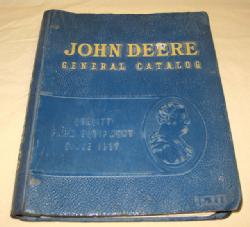 JOHN DEERE
GENERAL CATALOG
QUALITY
FARM EQUIPMENT
SINCE 1837